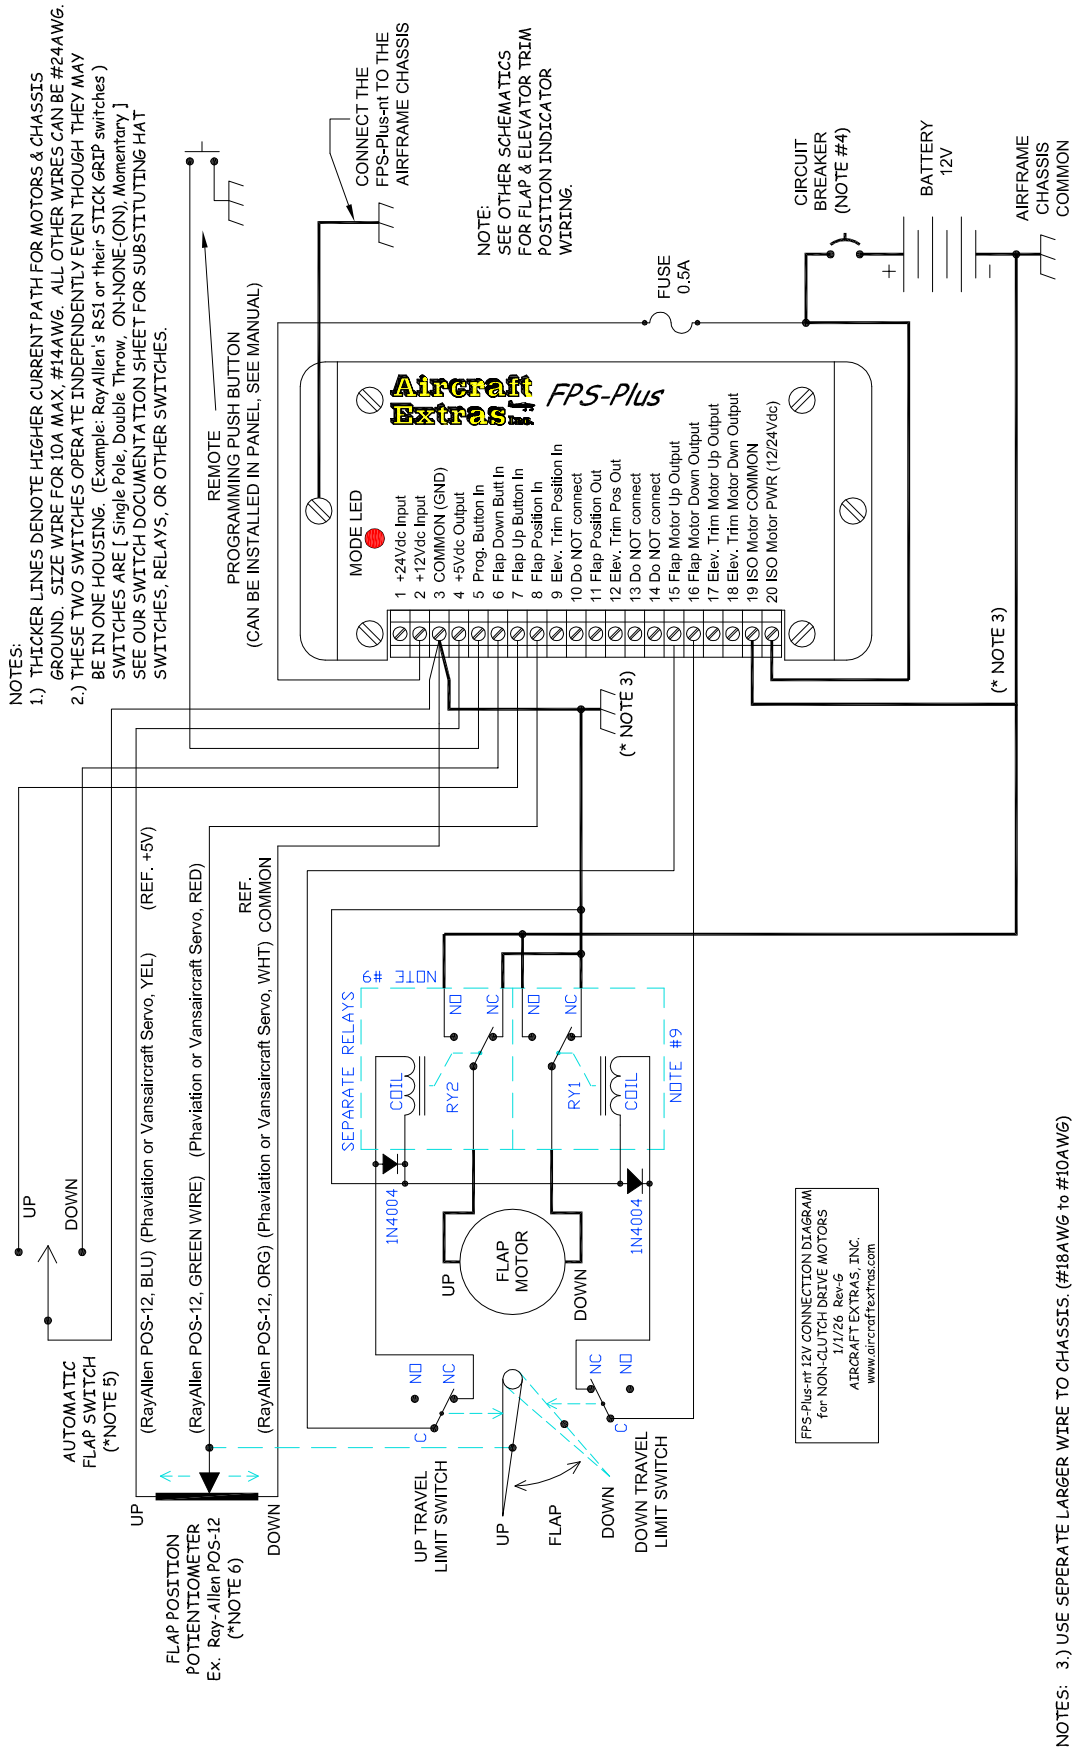 NOTES:
1.) THICKER LINES DENOTE HIGHER CURRENT PATH FOR MOTORS & CHASSIS
GROUND. SIZE WIRE FOR 10A MAX, #14AWG. ALL OTHER WIRES CAN BE #24AWG.
2.) THESE TWO SWITCHES OPERATE INDEPENDENTLY EVEN THOUGH THEY MAY
BE IN ONE HOUSING. (Example: RayAllen's RS1 or their STICK GRIP switches )
SWITCHES ARE [ Single Pole, Double Throw, ON-NONE-(ON), Momentary ]
SEE OUR SWITCH DOCUMENTATION SHEET FOR SUBSTITUTING HAT
SWITCHES, RELAYS, OR OTHER SWITCHES.
REMOTE
PROGRAMMING PUSH BUTTON
(CAN BE INSTALLED IN PANEL, SEE MANUAL)
CONNECT THE
FPS-Plus-nt TO THE
AIRFRAME CHASSIS
NOTE:
SEE OTHER SCHEMATICS
FOR FLAP & ELEVATOR TRIM
POSITION INDICATOR
WIRING.
FUSE
0.5A
CIRCUIT
BREAKER
(NOTE #4)
BATTERY
12V
+
-
AIRFRAME
CHASSIS
COMMON
MODE LED
Aircraft
Extras Inc.
FPS-Plus
1 +24Vdc Input
2 +12Vdc Input
3 COMMON (GND)
4 +5Vdc Output
5 Prog. Button In
6 Flap Down Butt In
7 Flap Up Button In
8 Flap Position In
9 Elev. Trim Position In
10 Do NOT connect
11 Flap Position Out
12 Elev. Trim Pos Out
13 Do NOT connect
14 Do NOT connect
15 Flap Motor Up Output
16 Flap Motor Down Output
17 Elev. Trim Motor Up Output
18 Elev. Trim Motor Dwn Output
19 ISO Motor COMMON
20 ISO Motor PWR (12/24Vdc)
(* NOTE 3)
(* NOTE 3)
UP
DOWN
AUTOMATIC
FLAP SWITCH
(*NOTE 5)
(RayAllen POS-12, BLU) (Phaviation or Vansaircraft Servo, YEL) (REF. +5V)
(RayAllen POS-12, GREEN WIRE) (Phaviation or Vansaircraft Servo, RED)
REF.
(RayAllen POS-12, ORG) (Phaviation or Vansaircraft Servo, WHT) COMMON
UP
DOWN
FLAP POSITION
POTIENTIOMETER
Ex. Ray-Allen POS-12
(*NOTE 6)
SEPARATE RELAYS
NOTE #9
COIL
RY2
NO
NC
NO
NC
RY1
COIL
NOTE #9
1N4004
1N4004
UP
FLAP
MOTOR
DOWN
NO
NC
C
NC
NO
C
UP TRAVEL
LIMIT SWITCH
UP
FLAP
DOWN
DOWN TRAVEL
LIMIT SWITCH
FPS-Plus-nt 12V CONNECTION DIAGRAM
for NON-CLUTCH DRIVE MOTORS
1/1/26 Rev-G
AIRCRAFT EXTRAS, INC.
www.aircraftextras.com
NOTES: 3.) USE SEPERATE LARGER WIRE TO CHASSIS. (#18AWG to #10AWG)